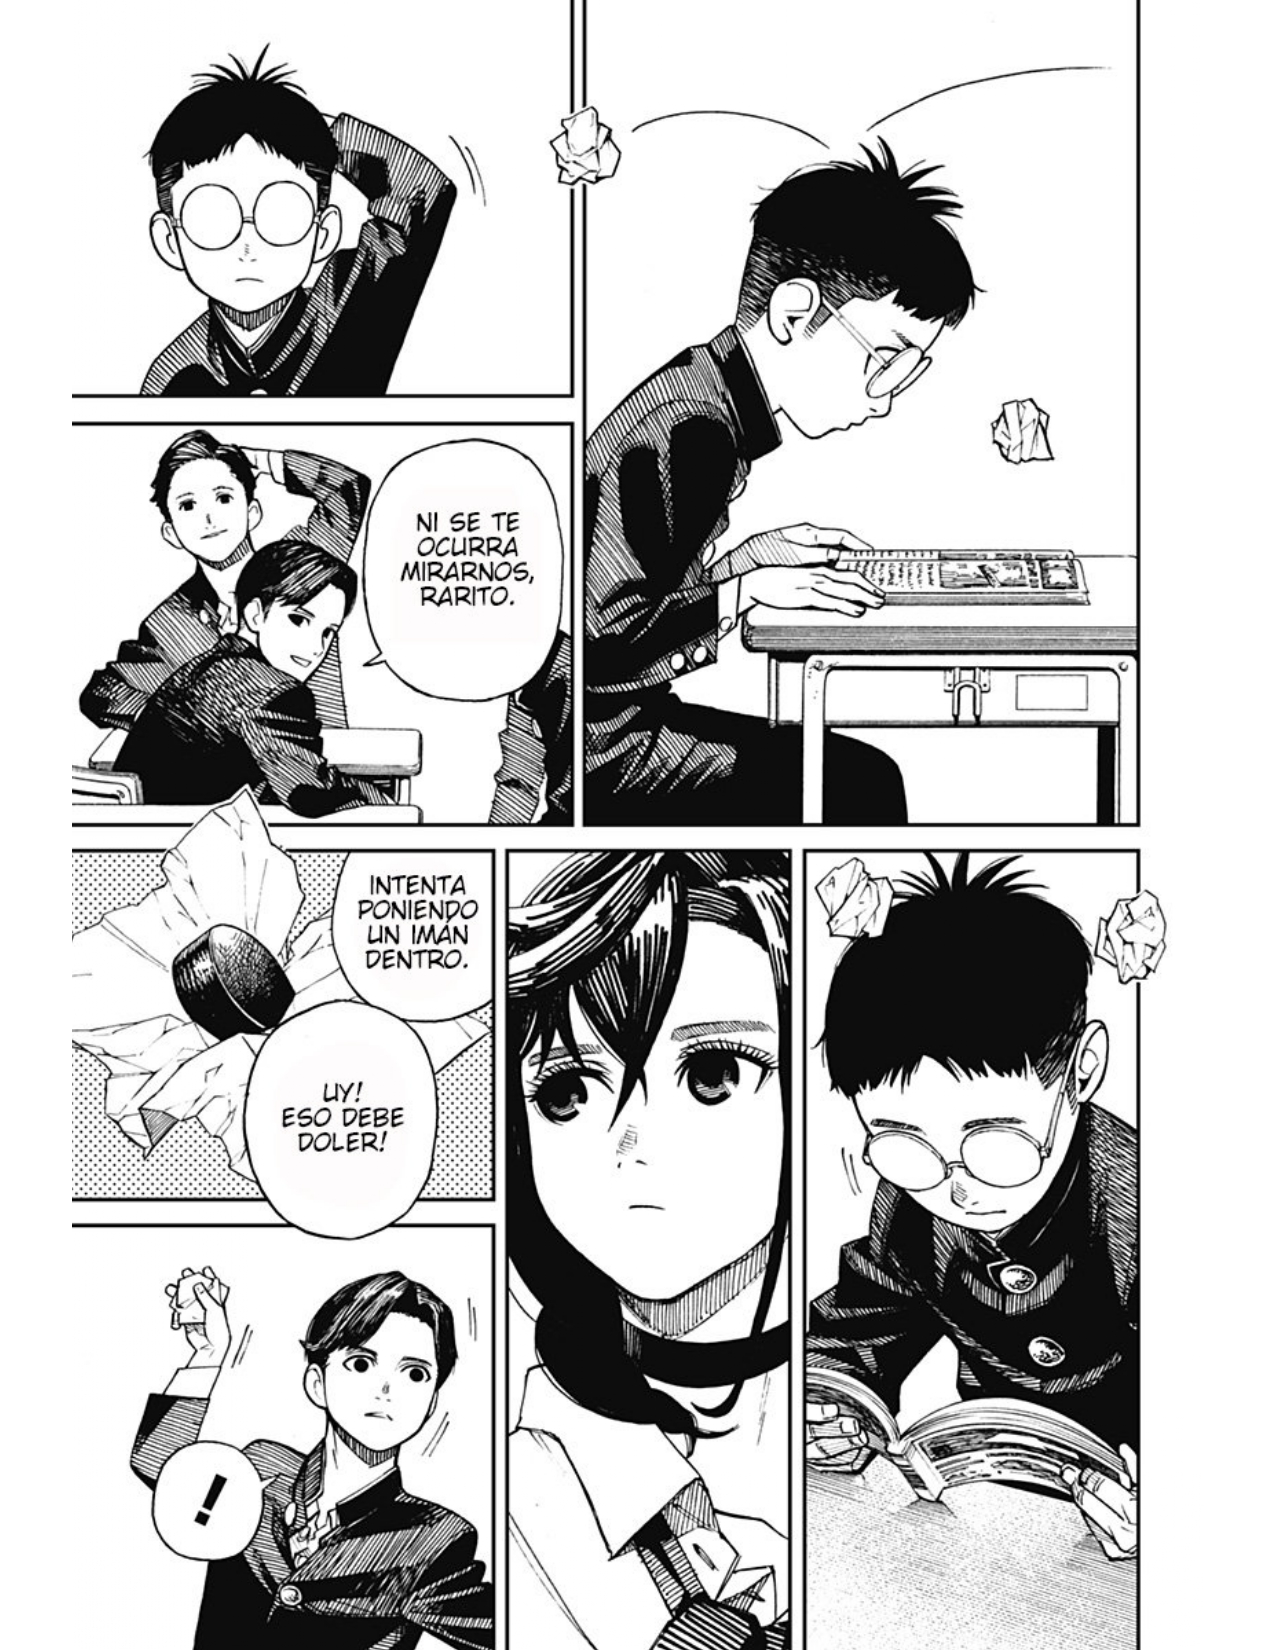 NI SE TE
OCURRA
MIRARNOS,
RARITO.
INTENTA
PONIENDO
UN IMÁN
DENTRO.
UY!
ESO DEBE
DOLER!
!